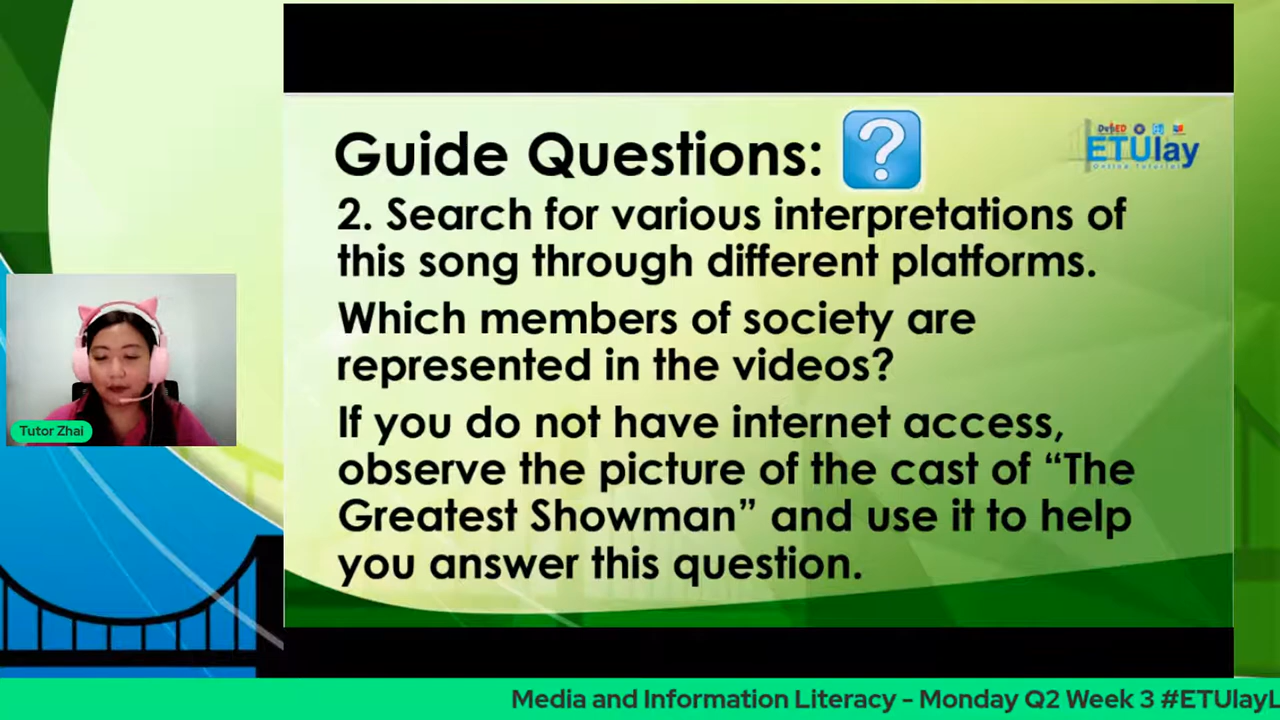 Guide Questions:
DepED
ETUlay
Online Tutorial
2. Search for various interpretations of
this song through different platforms.
Which members of society are
represented in the videos?
If you do not have internet access,
observe the picture of the cast of “The
Greatest Showman” and use it to help
you answer this question.
Tutor Zhai
Media and Information Literacy - Monday Q2 Week 3 #ETUlayL